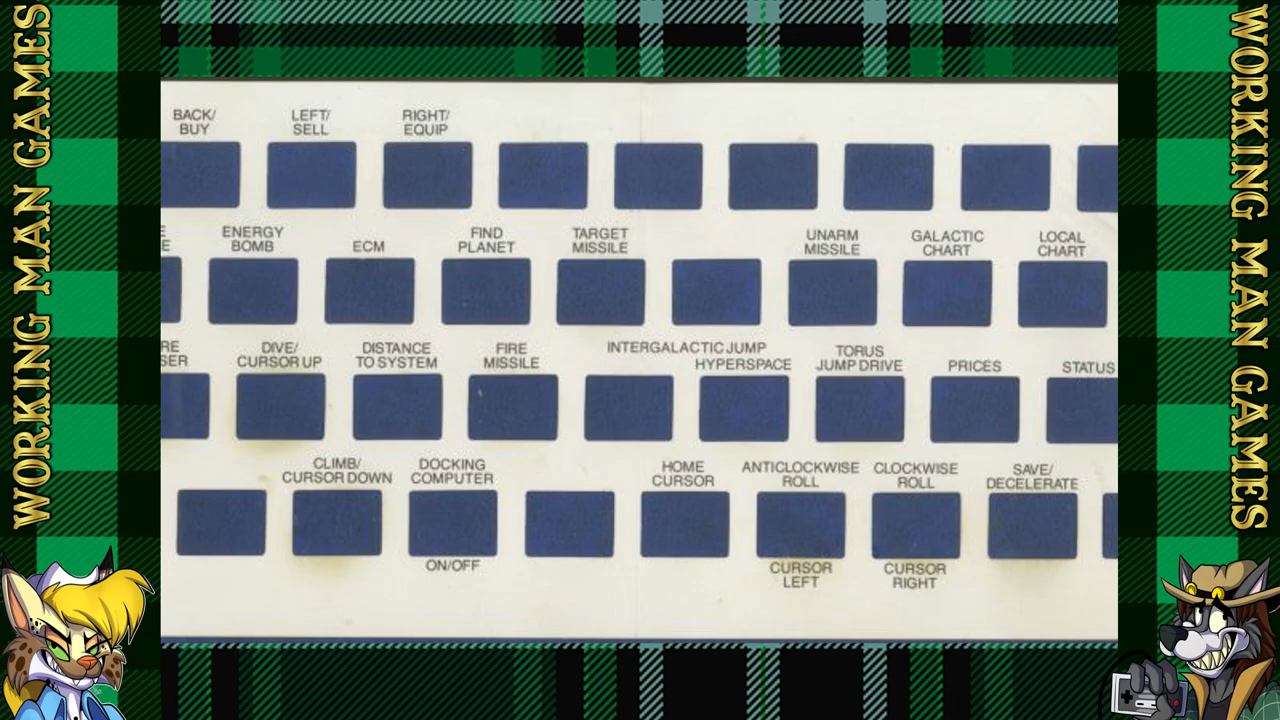 WORKING MAN GAMES
BACK/
BUY
LEFT/
SELL
RIGHT/
EQUIP
ENERGY
BOMB
ECM
FIND
PLANET
TARGET
MISSILE
UNARM
MISSILE
GALACTIC
CHART
LOCAL
CHART
DIVE/
CURSOR UP
DISTANCE
TO SYSTEM
FIRE
MISSILE
INTERGALACTIC JUMP
HYPERSPACE
TORUS
JUMP DRIVE
PRICES
STATUS
CLIMB/
CURSOR DOWN
DOCKING
COMPUTER
ON/OFF
HOME
CURSOR
ANTICLOCKWISE
ROLL
CURSOR
LEFT
CLOCKWISE
ROLL
CURSOR
RIGHT
SAVE/
DECELERATE
WORKING MAN GAMES